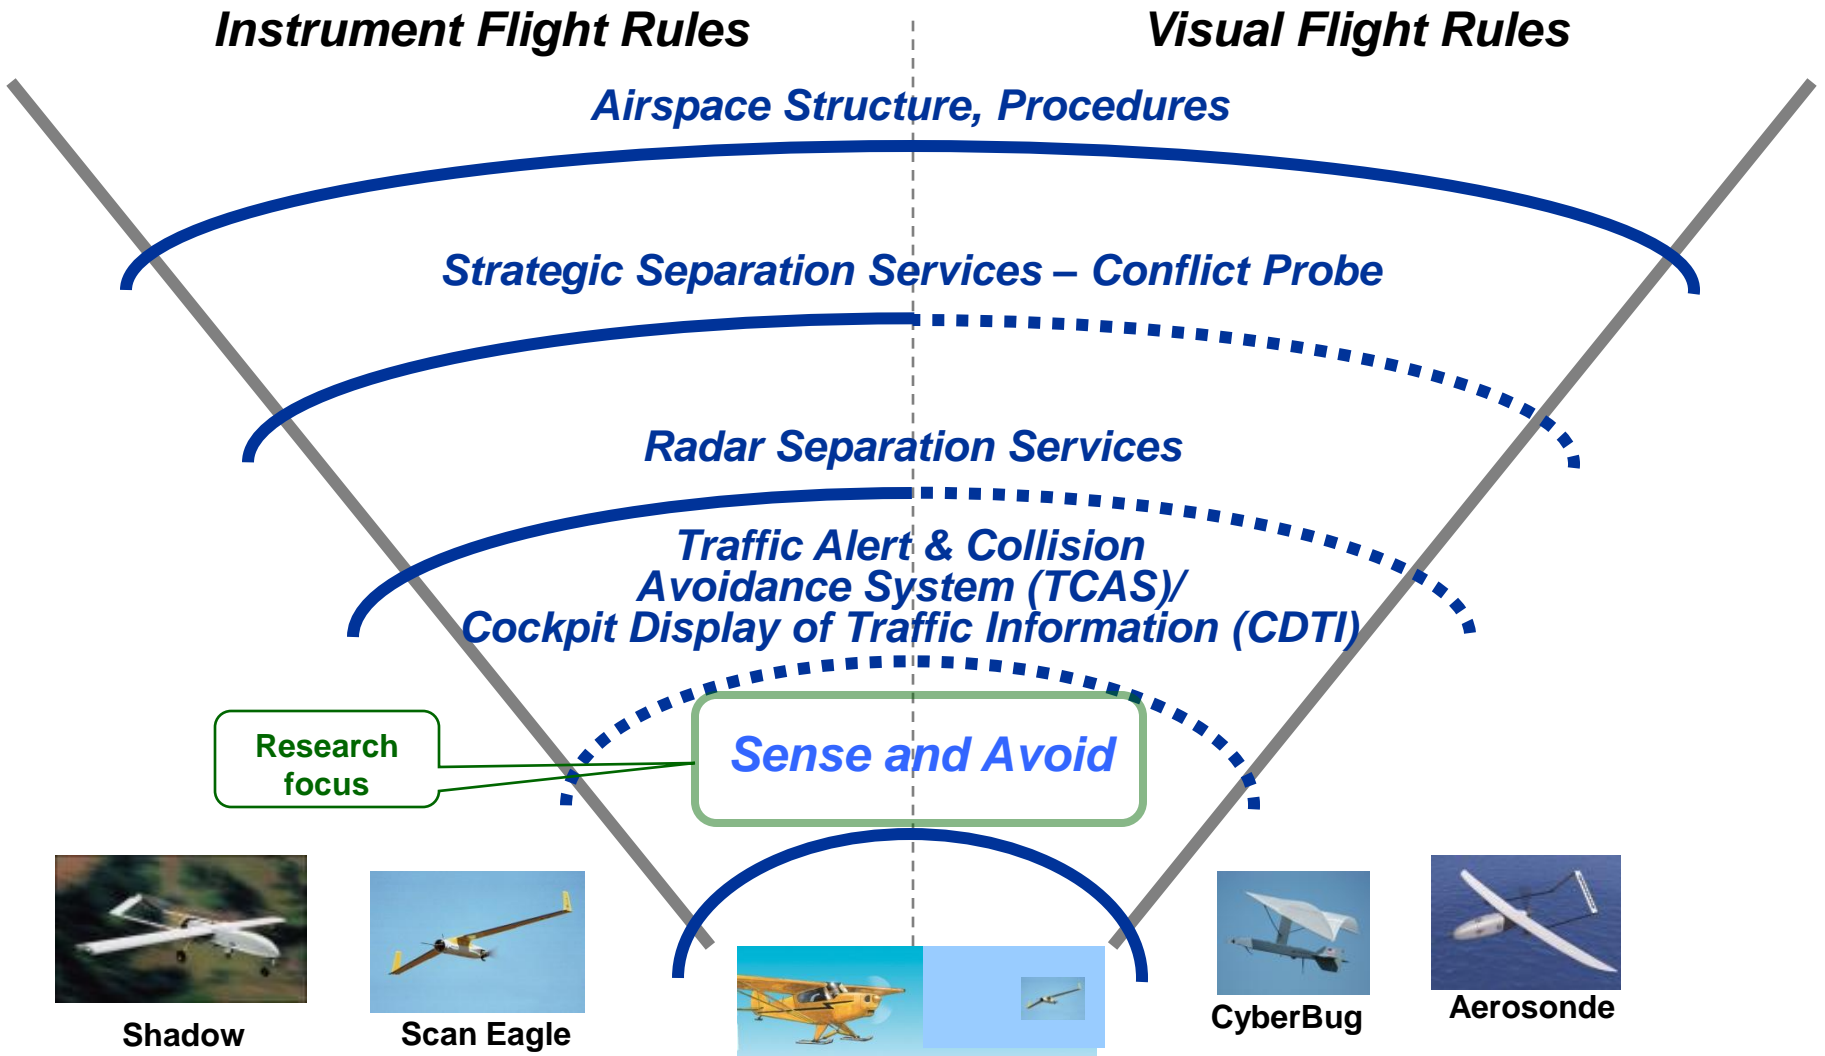 Instrument Flight Rules
Visual Flight Rules
Airspace Structure, Procedures
Strategic Separation Services – Conflict Probe
Radar Separation Services
Traffic Alert & Collision
Avoidance System (TCAS)/
Cockpit Display of Traffic Information (CDTI)
Research
focus
Sense and Avoid
Shadow
Scan Eagle
CyberBug
Aerosonde